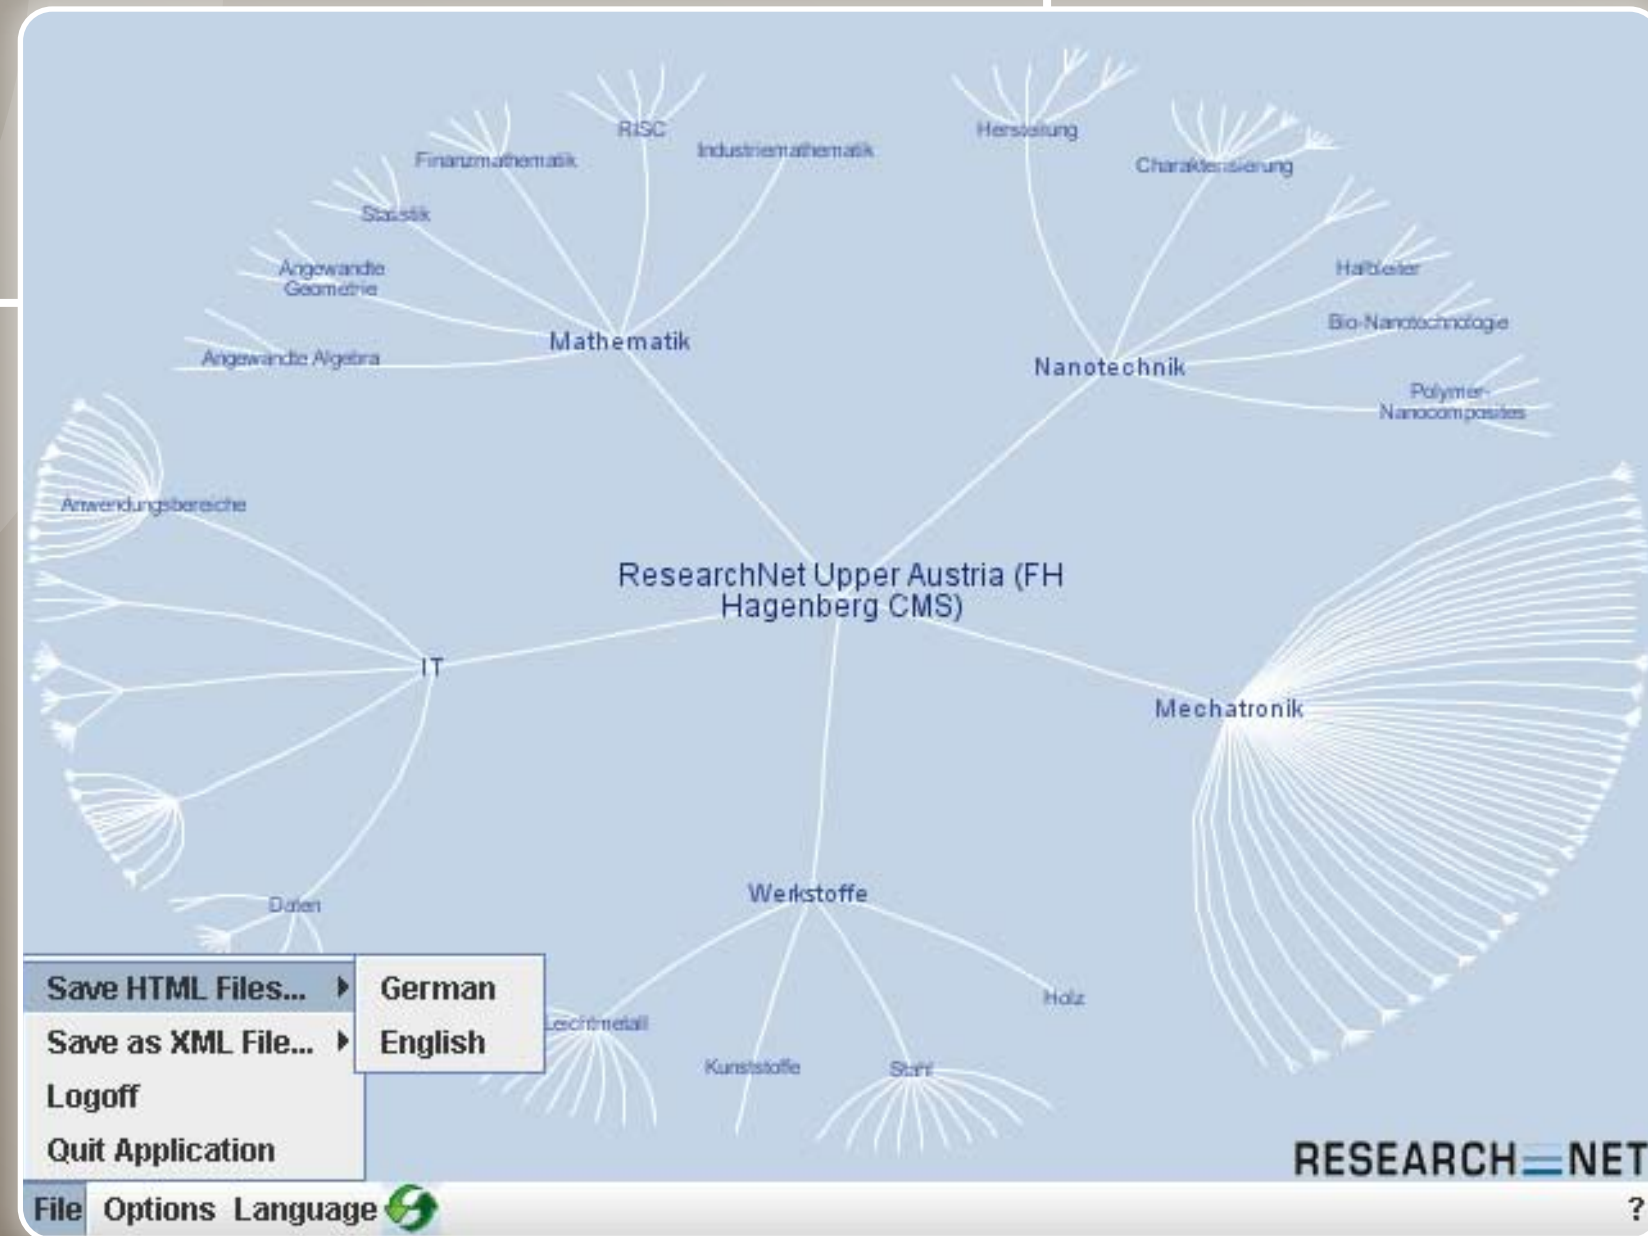 RISC
Industriemathematik
Finanzmathematik
Statistik
Angewandte
Geometrie
Angewandte Algebra
Mathematik
Herstellung
Charakterisierung
Halbleiter
Bio-Nanotechnologie
Polymer-
Nanocomposites
Nanotechnik
Anwendungsbereiche
ResearchNet Upper Austria (FH
Hagenberg CMS)
IT
Mechatronik
Daten
Werkstoffe
Leichtmetall
Kunststoffe
Stahl
Holz
Save HTML Files...
German
Save as XML File...
English
Logoff
Quit Application
RESEARCH NET
File Options Language ?